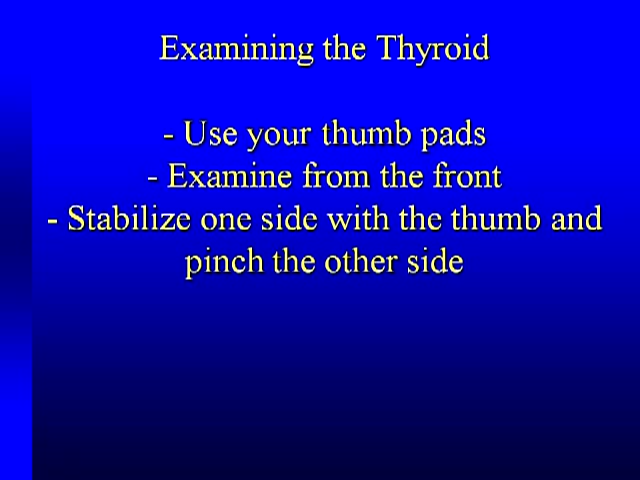 Examining the Thyroid
- Use your thumb pads
- Examine from the front
- Stabilize one side with the thumb and
pinch the other side